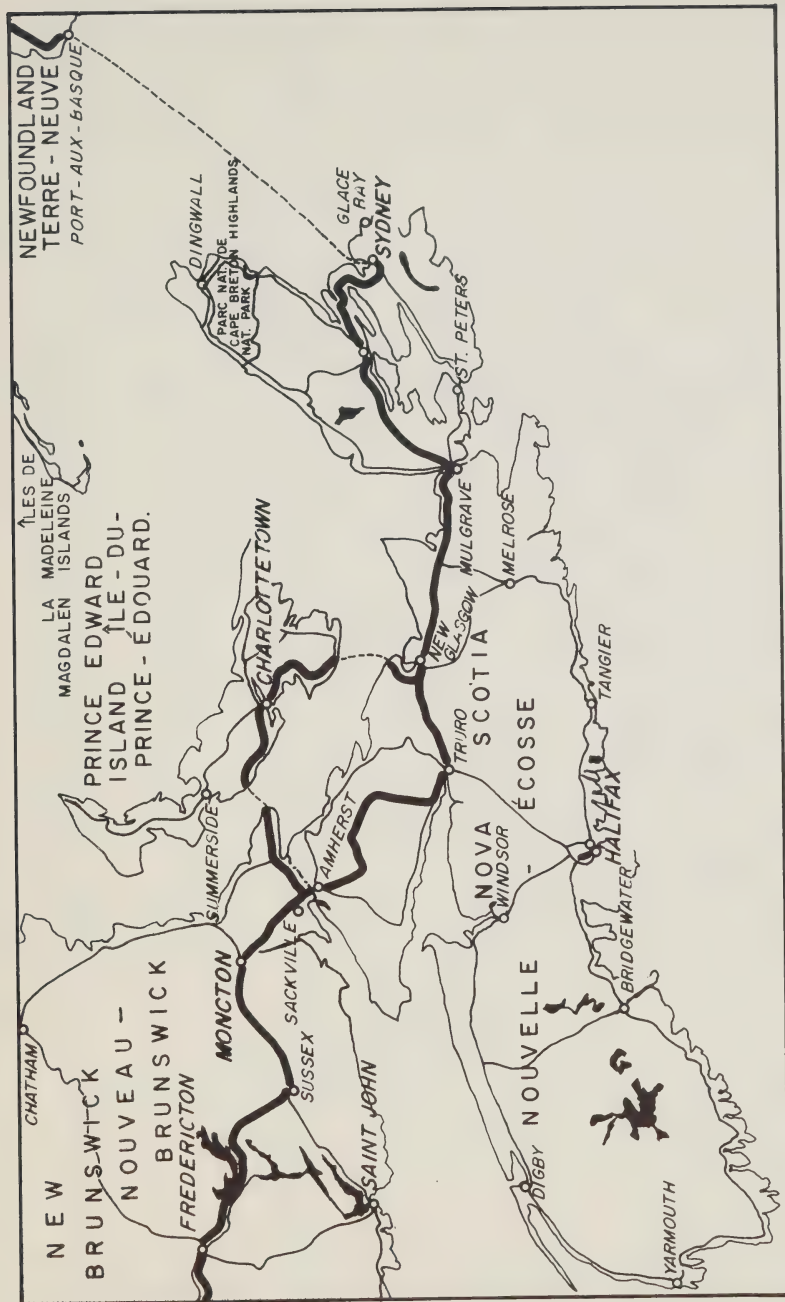 NEWFOUNDLAND
TERRE - NEUVE
PORT-AUX-BASQUE
ÎLES DE
LA MADELEINE
MAGDALEN ISLANDS
PRINCE EDWARD
ISLAND ÎLE-DU-
PRINCE-ÉDOUARD.
DINGWALL
PARC NAT. DE
CAPE BRETON HIGHLANDS
NAT. PARK
GLACE
RAY
SYDNEY
ST. PETERS
CHATHAM
NEW
BRUNSWICK
NOUVEAU -
BRUNSWICK
FREDERICTON
SUMMERSIDE
CHARLOTTETOWN
MONCTON
SACKVILLE
AMHERST
SUSSEX
SAINT JOHN
NEW
GLASGOW
MULGRAVE
MELROSE
TRURO
NOVA SCOTIA
NOUVELLE - ÉCOSSE
WINDSOR
TANGIER
HALIFAX
BRIDGEWATER
DIGBY
YARMOUTH